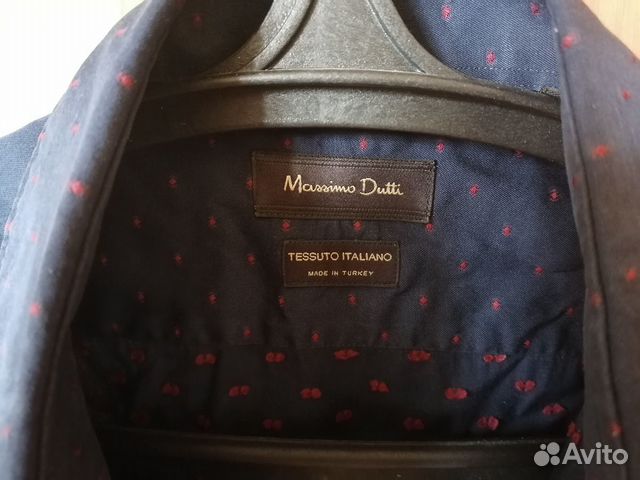 Massimo Dutti
TESSUTO ITALIANO
MADE IN TURKEY
Avito